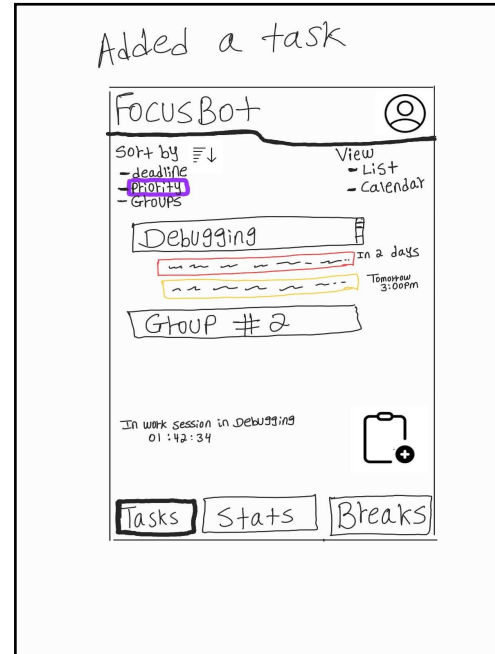 Added a task
FocusBot
Sort by
- deadline
- Priority
- Groups
View
- List
- Calendar
Debugging
In 2 days
Tomorrow
3:00pm
Group # 2
In work session in Debugging
01:42:34
Tasks
Stats
Breaks